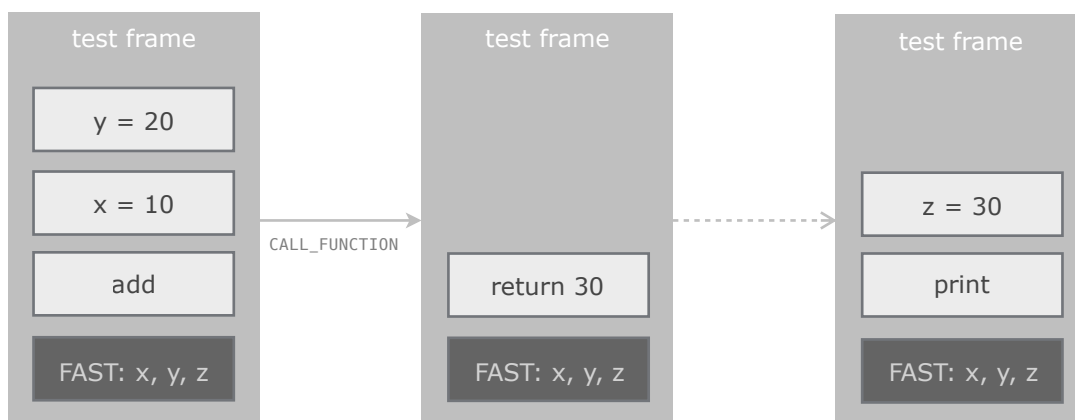 test frame
y = 20
x = 10
add
FAST: x, y, z
CALL_FUNCTION
test frame
return 30
FAST: x, y, z
test frame
z = 30
print
FAST: x, y, z